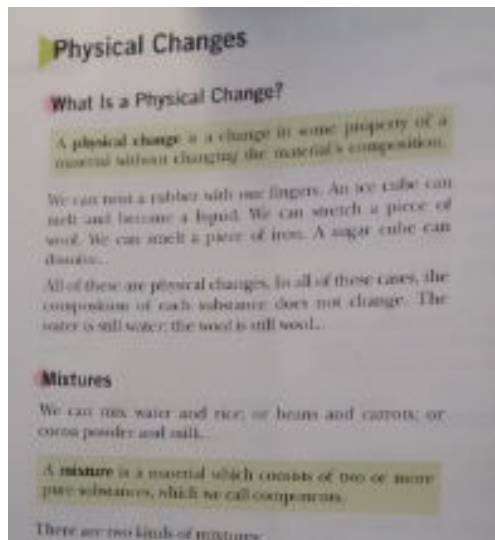 Physical Changes
What Is a Physical Change?
A physical change is a change in some property of a
material without changing the material's composition.
We can twist a rubber with our fingers. An ice cube can
melt and become a liquid. We can stretch a piece of
wool. We can smelt a piece of iron. A sugar cube can
dissolve...
All of these are physical changes. In all of these cases, the
composition of each substance does not change. The
water is still water; the wool is still wool...
Mixtures
We can mix water and rice; or beans and carrots; or
cocoa powder and milk...
A mixture is a material which consists of two or more
pure substances, which we call components.
There are two kinds of mixtures: